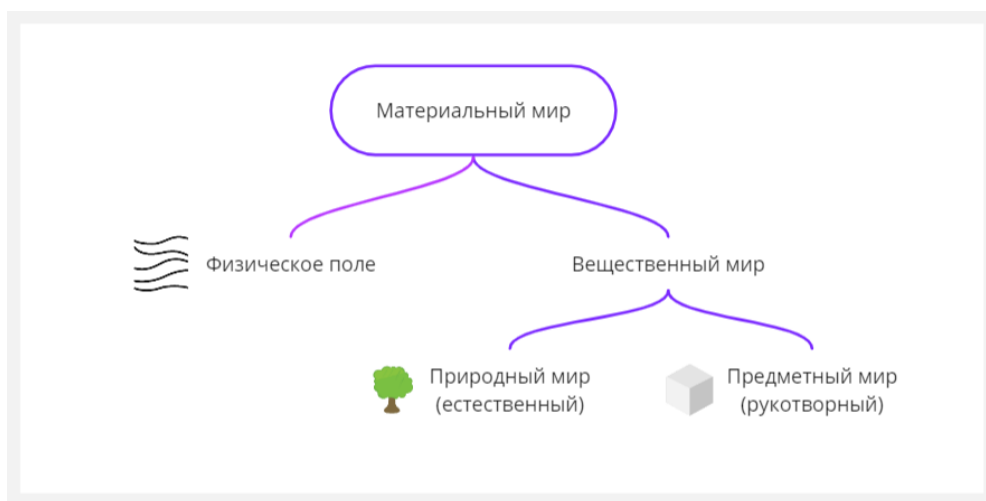 Материальный мир
Физическое поле
Вещественный мир
Природный мир
(естественный)
Предметный мир
(рукотворный)